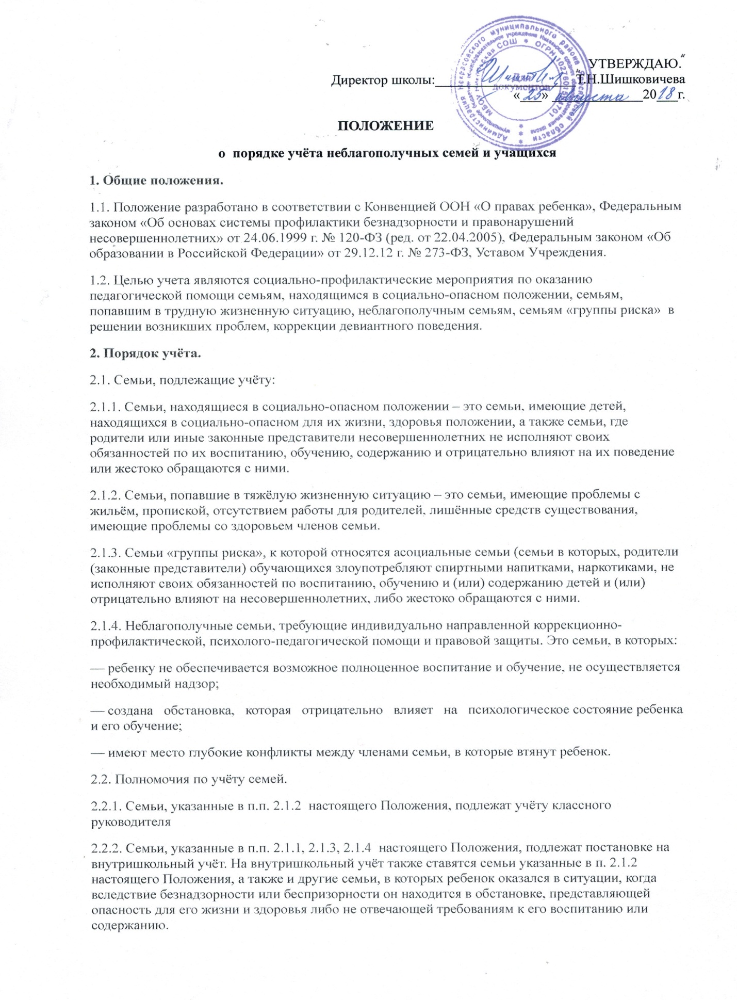 УТВЕРЖДАЮ.
Директор школы: Т.Н.Шишковичева
« 25 » августа 2018 г.
Администрация Некрасовского муниципального района Ярославской области
СОШ * ОГРН
Для
документов
ПОЛОЖЕНИЕ
о порядке учёта неблагополучных семей и учащихся
1. Общие положения.
1.1. Положение разработано в соответствии с Конвенцией ООН «О правах ребенка», Федеральным
законом «Об основах системы профилактики безнадзорности и правонарушений
несовершеннолетних» от 24.06.1999 г. № 120-ФЗ (ред. от 22.04.2005), Федеральным законом «Об
образовании в Российской Федерации» от 29.12.12 г. № 273-ФЗ, Уставом Учреждения.
1.2. Целью учета являются социально-профилактические мероприятия по оказанию
педагогической помощи семьям, находящимся в социально-опасном положении, семьям,
попавшим в трудную жизненную ситуацию, неблагополучным семьям, семьям «группы риска» в
решении возникших проблем, коррекции девиантного поведения.
2. Порядок учёта.
2.1. Семьи, подлежащие учёту:
2.1.1. Семьи, находящиеся в социально-опасном положении – это семьи, имеющие детей,
находящихся в социально-опасном для их жизни, здоровья положении, а также семьи, где
родители или иные законные представители несовершеннолетних не исполняют своих
обязанностей по их воспитанию, обучению, содержанию и отрицательно влияют на их поведение
или жестоко обращаются с ними.
2.1.2. Семьи, попавшие в тяжёлую жизненную ситуацию – это семьи, имеющие проблемы с
жильём, пропиской, отсутствием работы для родителей, лишённые средств существования,
имеющие проблемы со здоровьем членов семьи.
2.1.3. Семьи «группы риска», к которой относятся асоциальные семьи (семьи в которых, родители
(законные представители) обучающихся злоупотребляют спиртными напитками, наркотиками, не
исполняют своих обязанностей по воспитанию, обучению и (или) содержанию детей и (или)
отрицательно влияют на несовершеннолетних, либо жестоко обращаются с ними.
2.1.4. Неблагополучные семьи, требующие индивидуально направленной коррекционно-
профилактической, психолого-педагогической помощи и правовой защиты. Это семьи, в которых:
— ребенку не обеспечивается возможное полноценное воспитание и обучение, не осуществляется
необходимый надзор;
— создана обстановка, которая отрицательно влияет на психологическое состояние ребенка
и его обучение;
— имеют место глубокие конфликты между членами семьи, в которые втянут ребенок.
2.2. Полномочия по учёту семей.
2.2.1. Семьи, указанные в п.п. 2.1.2 настоящего Положения, подлежат учёту классного
руководителя
2.2.2. Семьи, указанные в п.п. 2.1.1, 2.1.3, 2.1.4 настоящего Положения, подлежат постановке на
внутришкольный учёт. На внутришкольный учёт также ставятся семьи указанные в п. 2.1.2
настоящего Положения, а также и другие семьи, в которых ребенок оказался в ситуации, когда
вследствие безнадзорности или беспризорности он находится в обстановке, представляющей
опасность для его жизни и здоровья либо не отвечающей требованиям к его воспитанию или
содержанию.